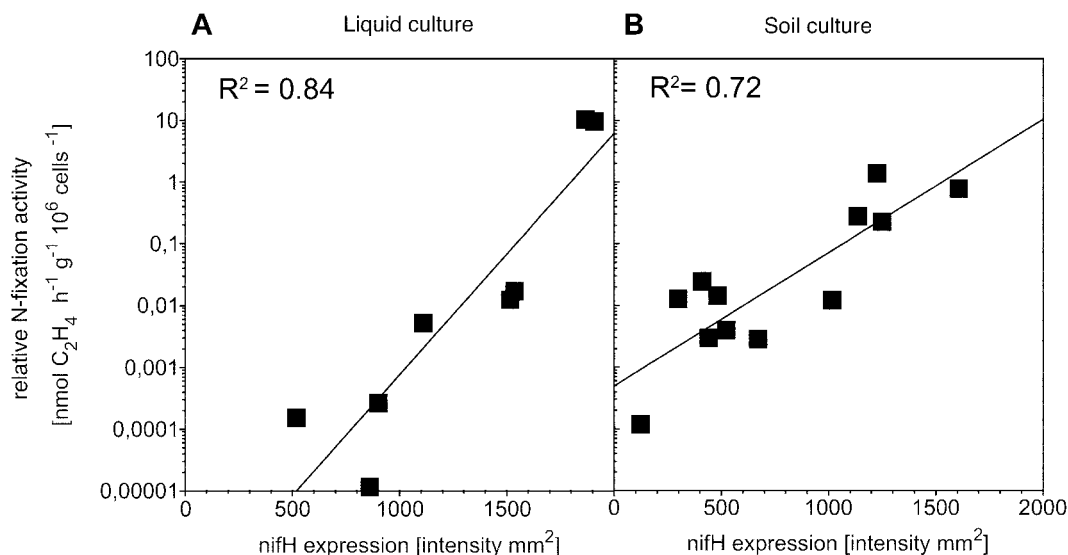 A Liquid culture
B Soil culture
R² = 0.84
R²= 0.72
relative N-fixation activity
[nmol C₂H₄ h⁻¹ g⁻¹ 10⁶ cells⁻¹]
100
10
1
0,1
0,01
0,001
0,0001
0,00001
0 500 1000 1500
0 500 1000 1500 2000
nifH expression [intensity mm²]
nifH expression [intensity mm²]